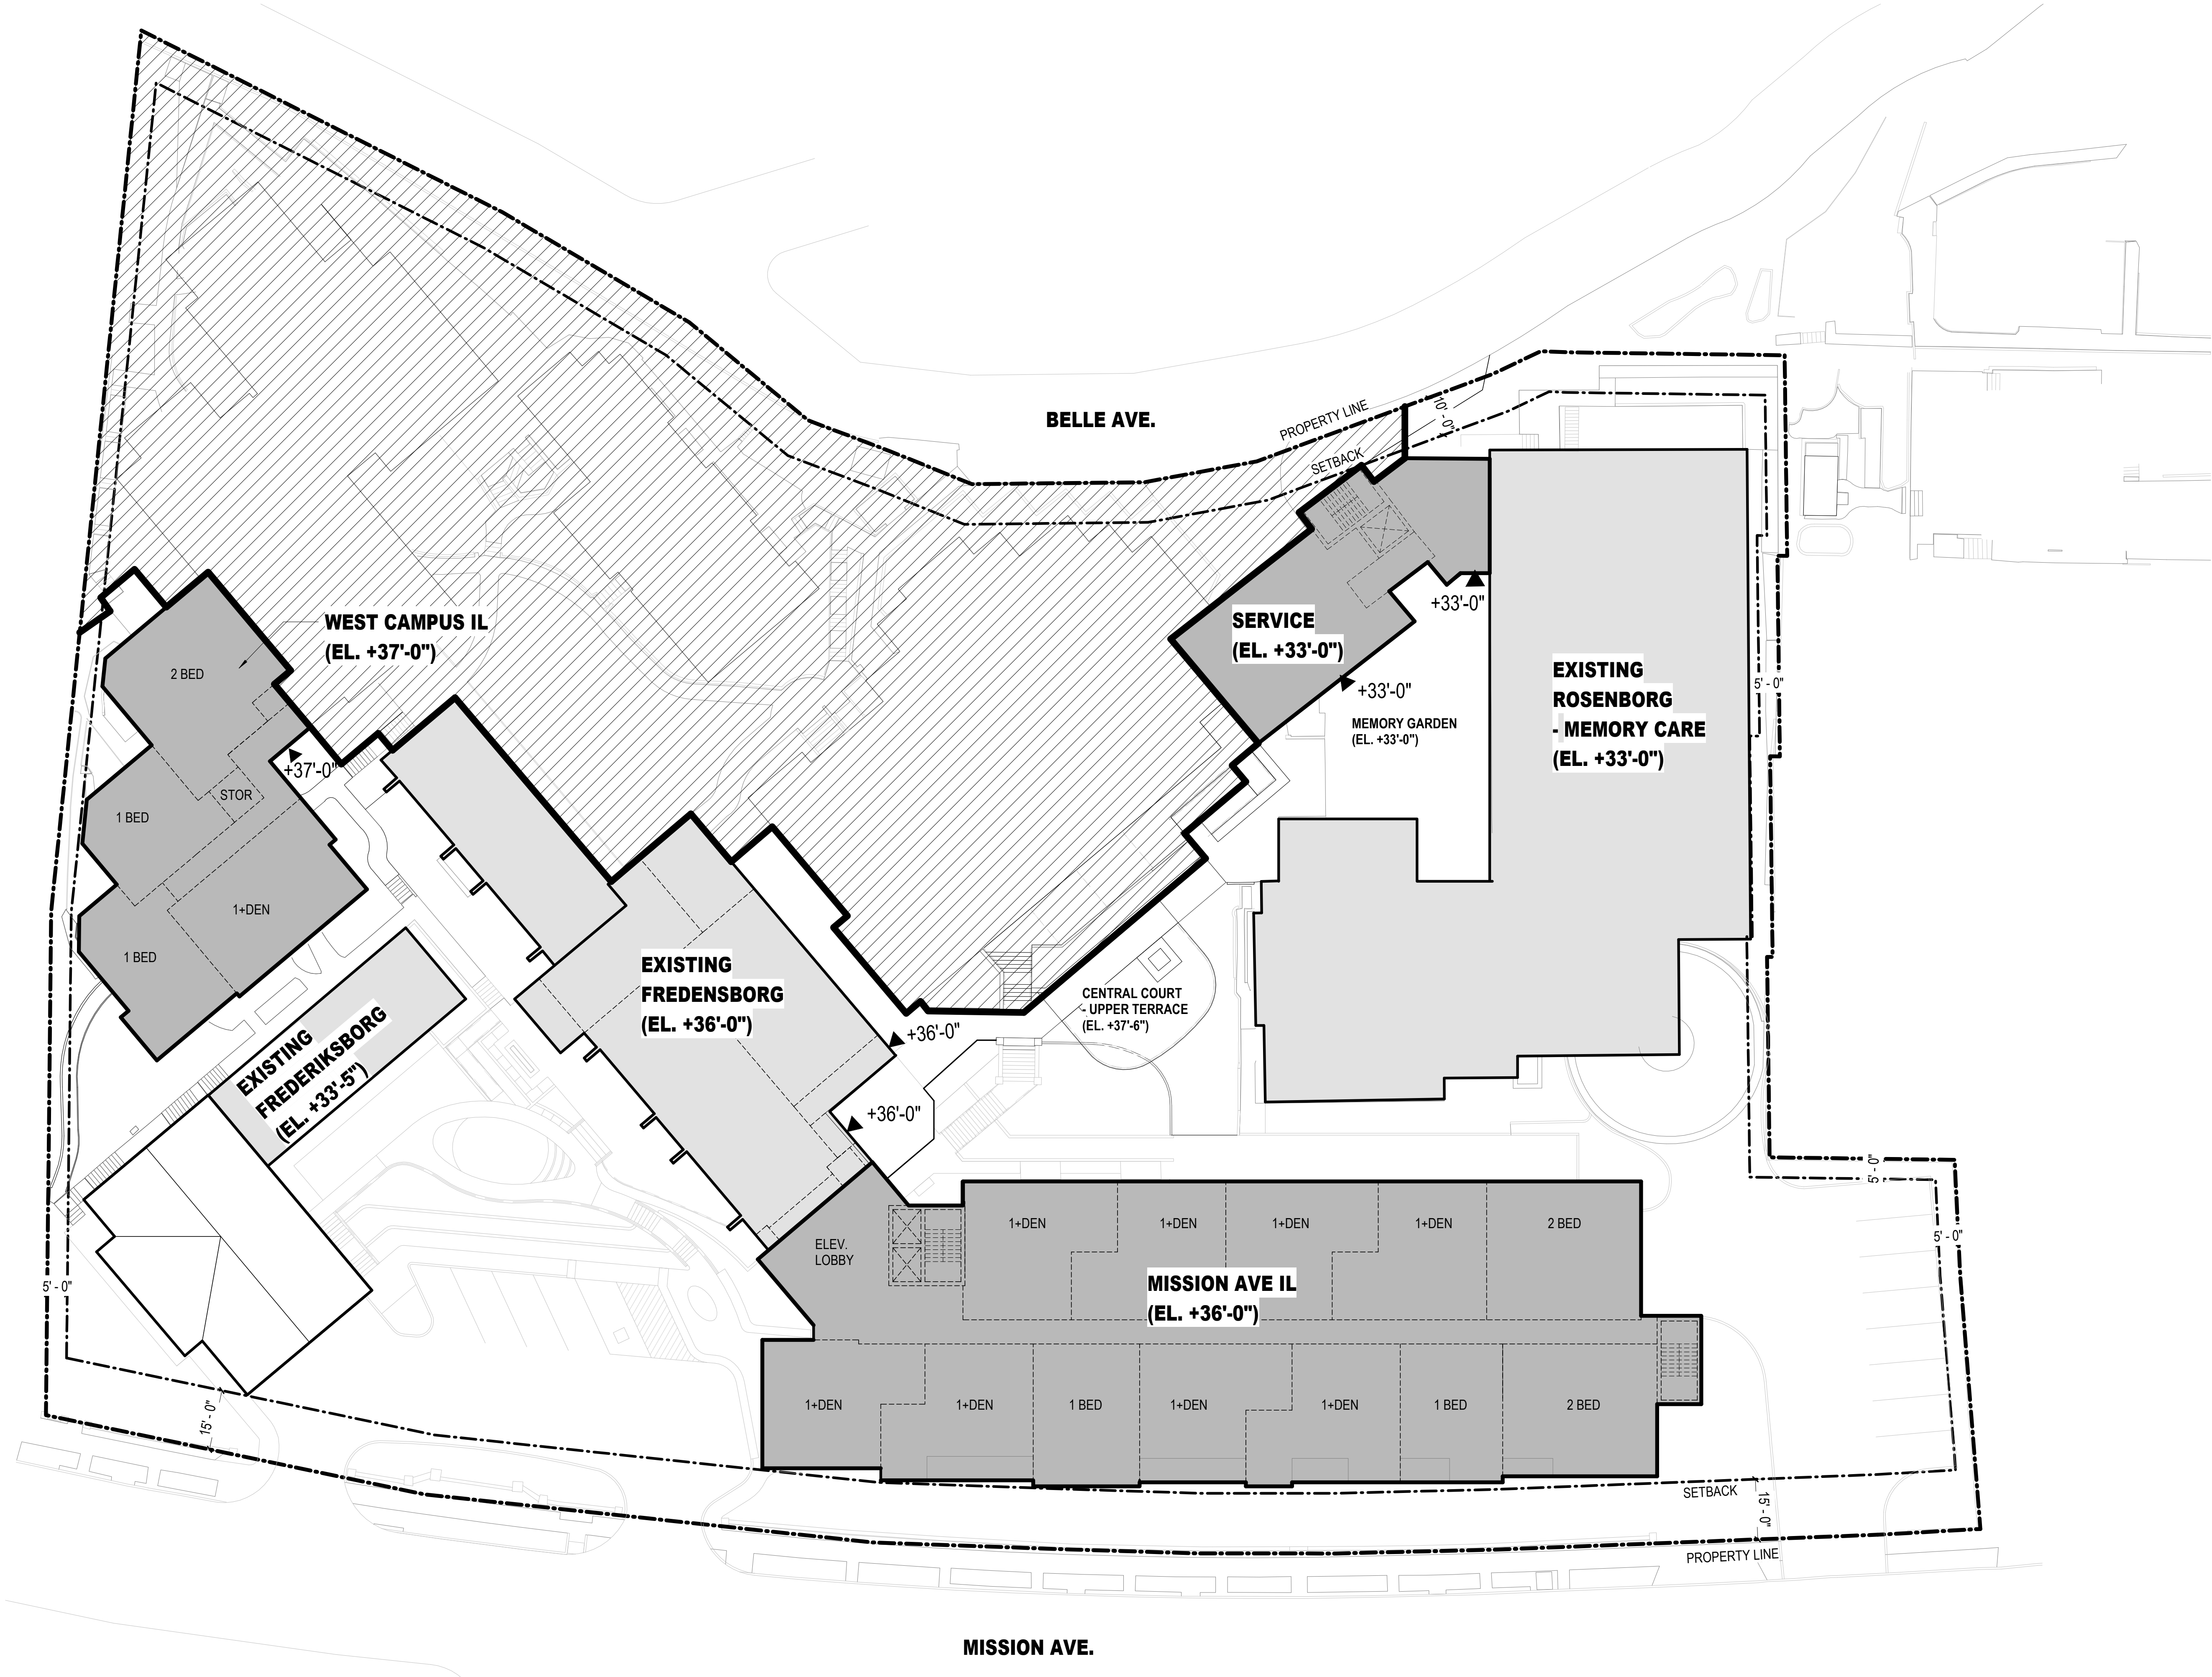 BELLE AVE.
PROPERTY LINE
10' - 0"
SETBACK
WEST CAMPUS IL
(EL. +37'-0")
2 BED
+37'-0"
STOR
1 BED
1+DEN
1 BED
SERVICE
(EL. +33'-0")
+33'-0"
+33'-0"
MEMORY GARDEN
(EL. +33'-0")
EXISTING
ROSENBORG
- MEMORY CARE
(EL. +33'-0")
5' - 0"
EXISTING
FREDENSBORG
(EL. +36'-0")
+36'-0"
+36'-0"
CENTRAL COURT
- UPPER TERRACE
(EL. +37'-6")
EXISTING
FREDERIKSBORG
(EL. +33'-5")
5' - 0"
5' - 0"
5' - 0"
ELEV.
LOBBY
1+DEN
1+DEN
1+DEN
1+DEN
2 BED
MISSION AVE IL
(EL. +36'-0")
1+DEN
1+DEN
1 BED
1+DEN
1+DEN
1 BED
2 BED
15' - 0"
SETBACK
15' - 0"
PROPERTY LINE
MISSION AVE.